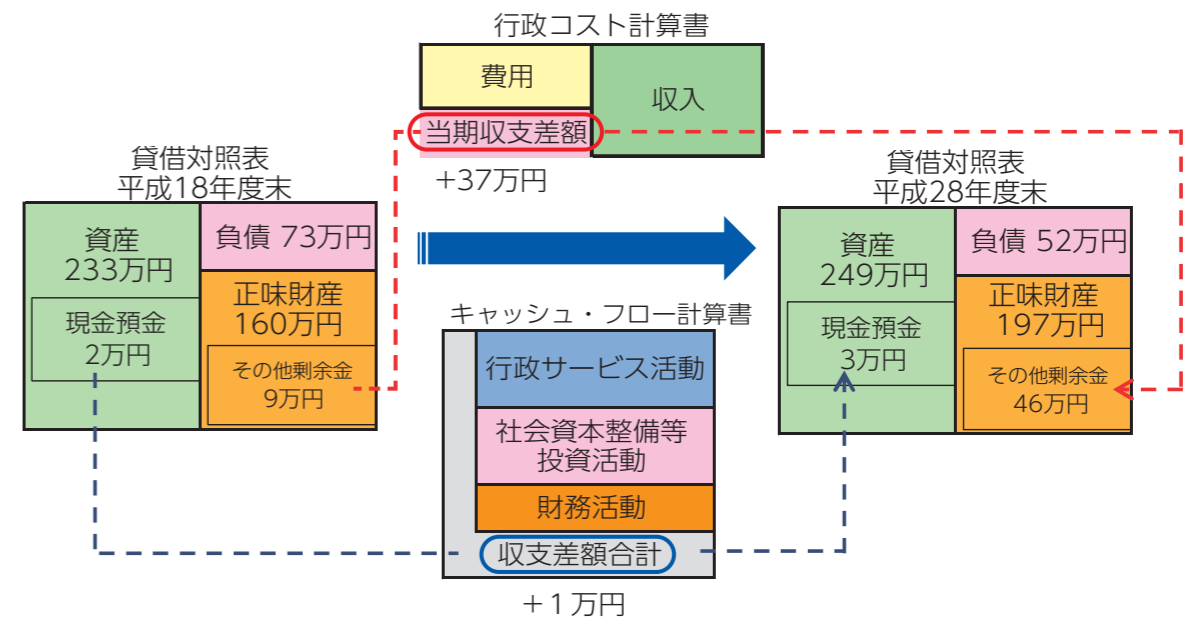 行政コスト計算書
費用
収入
当期収支差額
+37万円
貸借対照表
平成18年度末
資産
233万円
現金預金
2万円
負債 73万円
正味財産
160万円
その他剰余金
9万円
キャッシュ・フロー計算書
行政サービス活動
社会資本整備等
投資活動
財務活動
収支差額合計
+1万円
貸借対照表
平成28年度末
資産
249万円
現金預金
3万円
負債 52万円
正味財産
197万円
その他剰余金
46万円